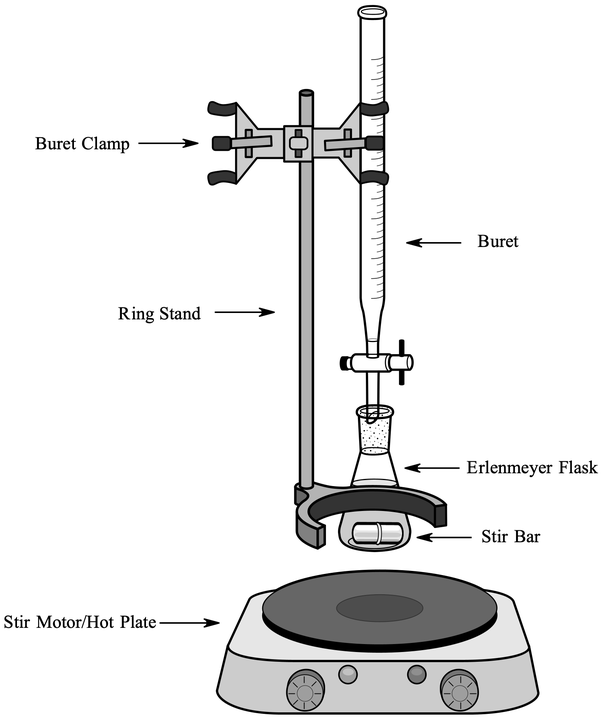 Buret Clamp
Buret
Ring Stand
Erlenmeyer Flask
Stir Bar
Stir Motor/Hot Plate